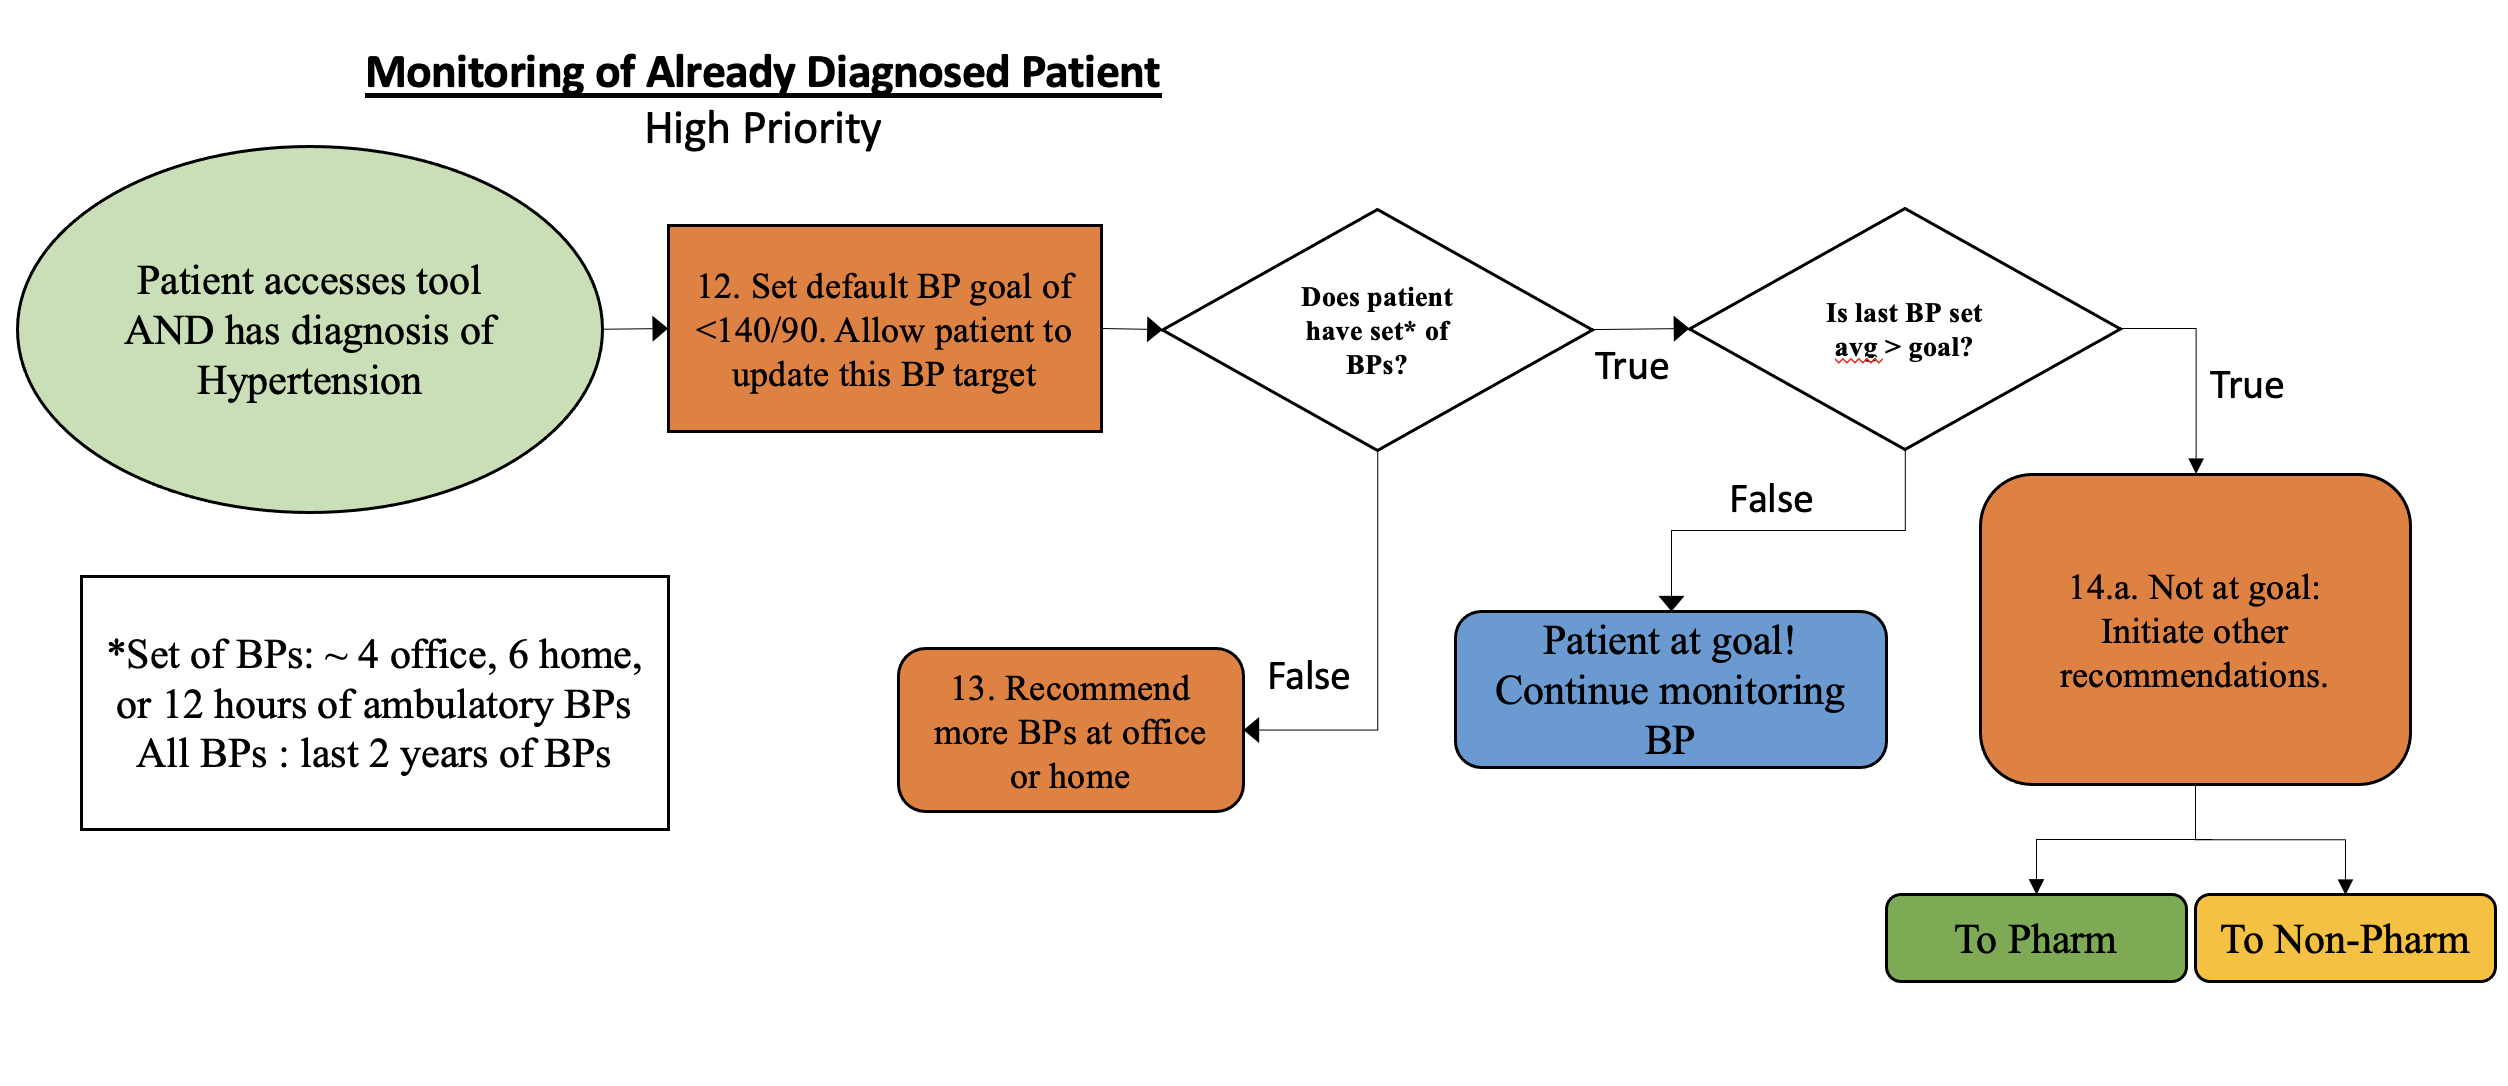 Monitoring of Already Diagnosed Patient
High Priority
Patient accesses tool
AND has diagnosis of
Hypertension
12. Set default BP goal of
<140/90. Allow patient to
update this BP target
Does patient
have set* of
BPs?
True
Is last BP set
avg > goal?
True
False
False
*Set of BPs: ~ 4 office, 6 home,
or 12 hours of ambulatory BPs
All BPs : last 2 years of BPs
13. Recommend
more BPs at office
or home
Patient at goal!
Continue monitoring
BP
14.a. Not at goal:
Initiate other
recommendations.
To Pharm
To Non-Pharm